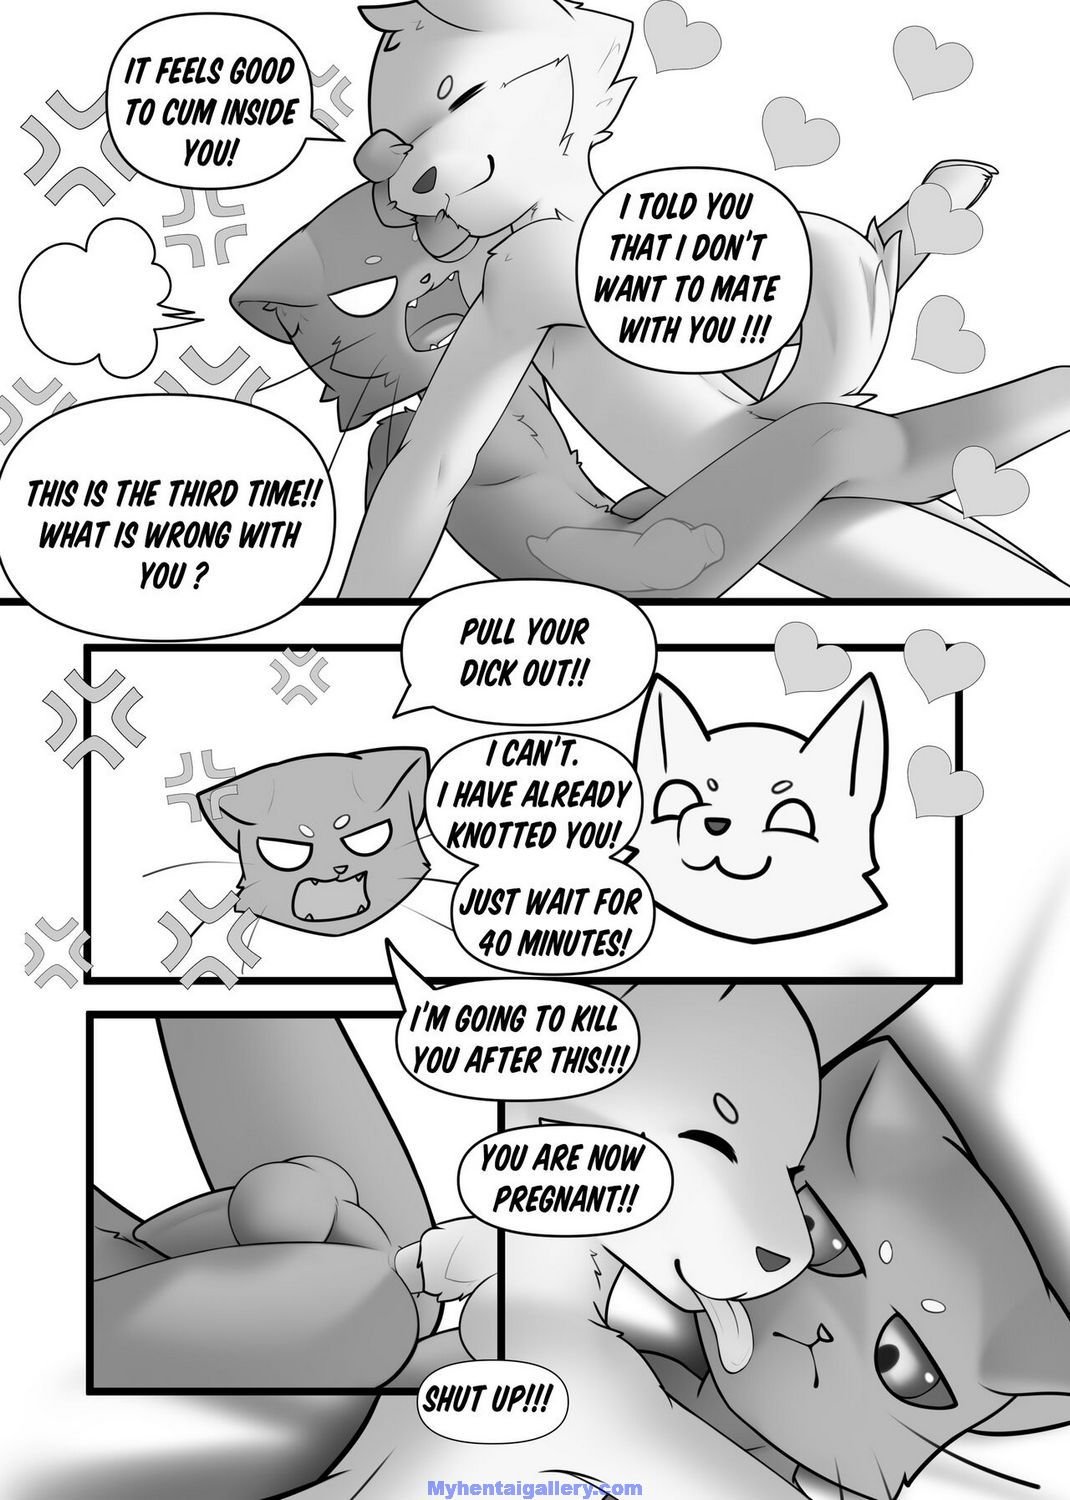 IT FEELS GOOD
TO CUM INSIDE
YOU!
I TOLD YOU
THAT I DON'T
WANT TO MATE
WITH YOU !!!
THIS IS THE THIRD TIME!!
WHAT IS WRONG WITH
YOU ?
PULL YOUR
DICK OUT!!
I CAN'T.
I HAVE ALREADY
KNOTTED YOU!
JUST WAIT FOR
40 MINUTES!
I'M GOING TO KILL
YOU AFTER THIS!!!
YOU ARE NOW
PREGNANT!!
SHUT UP!!!
Myhentaigallery.com